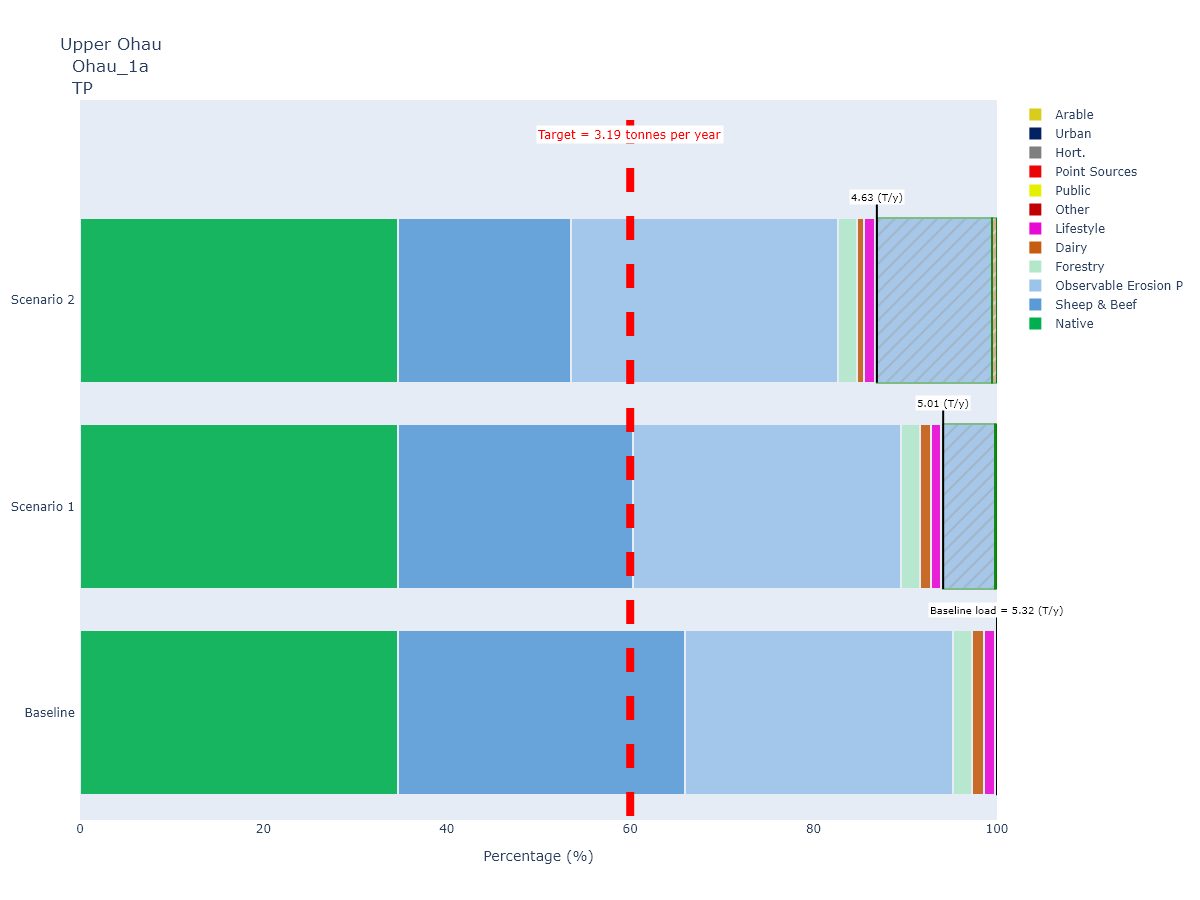 Upper Ohau
Ohau_1a
TP
Target = 3.19 tonnes per year
4.63 (T/y)
Scenario 2
5.01 (T/y)
Scenario 1
Baseline load = 5.32 (T/y)
Baseline
0 20 40 60 80 100
Percentage (%)
Arable
Urban
Hort.
Point Sources
Public
Other
Lifestyle
Dairy
Forestry
Observable Erosion P
Sheep & Beef
Native